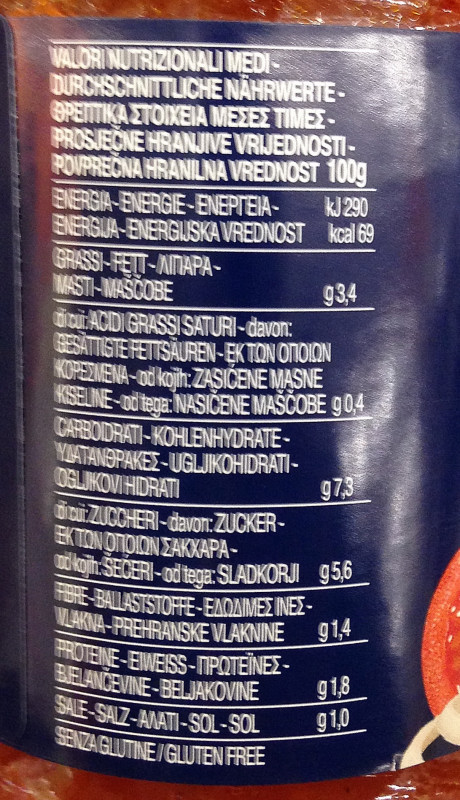 VALORI NUTRIZIONALI MEDI -
DURCHSCHNITTLICHE NÄHRWERTE -
ΘΡΕΠΤΙΚΑ ΣΤΟΙΧΕΙΑ ΜΕΣΕΣ ΤΙΜΕΣ -
PROSJEČNE HRANJIVE VRIJEDNOSTI -
POVPREČNA HRANILNA VREDNOST 100g
ENERGIA - ENERGIE - ΕΝΕΡΓΕΙΑ - kJ 290
ENERGIJA - ENERGIJSKA VREDNOST kcal 69
GRASSI - FETT - ΛΙΠΑΡΑ -
MASTI - MAŠČOBE g 3,4
di cui: ACIDI GRASSI SATURI - davon:
GESÄTTISTE FETTSÄUREN - ΕΚ ΤΩΝ ΟΠΟΙΩΝ
ΚΟΡΕΣΜΕΝΑ - od kojih: ZASIĆENE MASNE
KISELINE - od tega: NASIČENE MAŠČOBE g 0,4
CARBOIDRATI - KOHLENHYDRATE -
ΥΔΑΤΑΝΘΡΑΚΕΣ - UGLJIKOHIDRATI -
OGLJIKOVI HIDRATI g 7,3
di cui: ZUCCHERI - davon: ZUCKER -
ΕΚ ΤΩΝ ΟΠΟΙΩΝ ΣΑΚΧΑΡΑ -
od kojih: ŠEĆERI - od tega: SLADKORJI g 5,6
FIBRE - BALLASTSTOFFE - ΕΔΩΔΙΜΕΣ ΙΝΕΣ -
VLAKNA - PREHRANSKE VLAKNINE g 1,4
PROTEINE - EIWEISS - ΠΡΩΤΕΪΝΕΣ -
BJELANČEVINE - BELJAKOVINE g 1,8
SALE - SALZ - ΑΛΑΤΙ - SOL - SOL g 1,0
SENZA GLUTINE / GLUTEN FREE